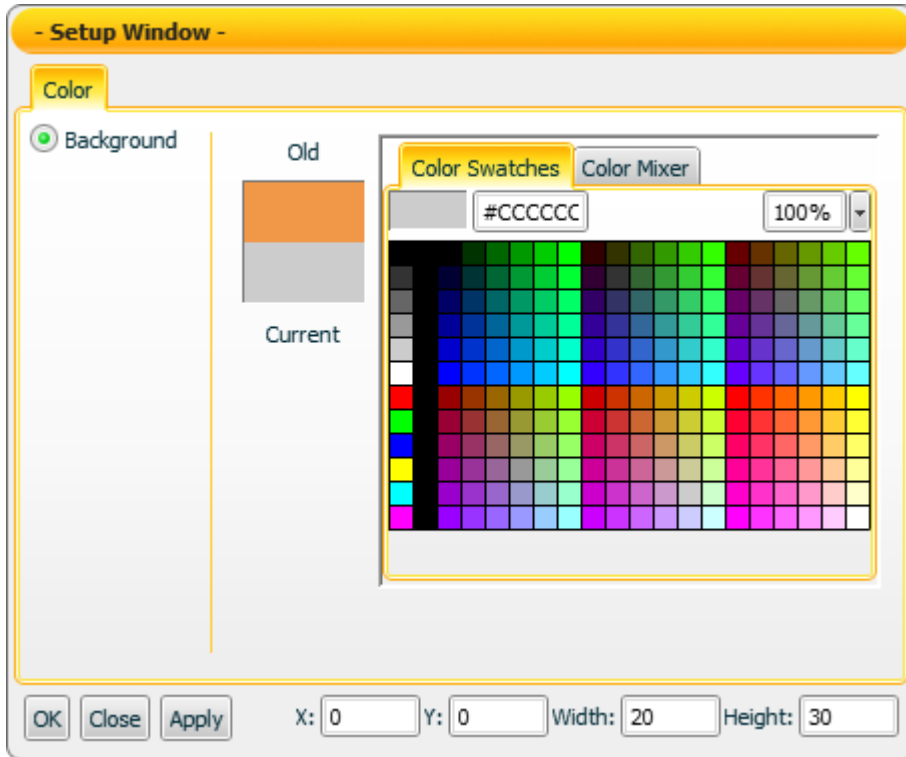 - Setup Window -
Color
Background
Old
Current
Color Swatches
Color Mixer
#CCCCCC
100%
OK
Close
Apply
X: 0
Y: 0
Width: 20
Height: 30